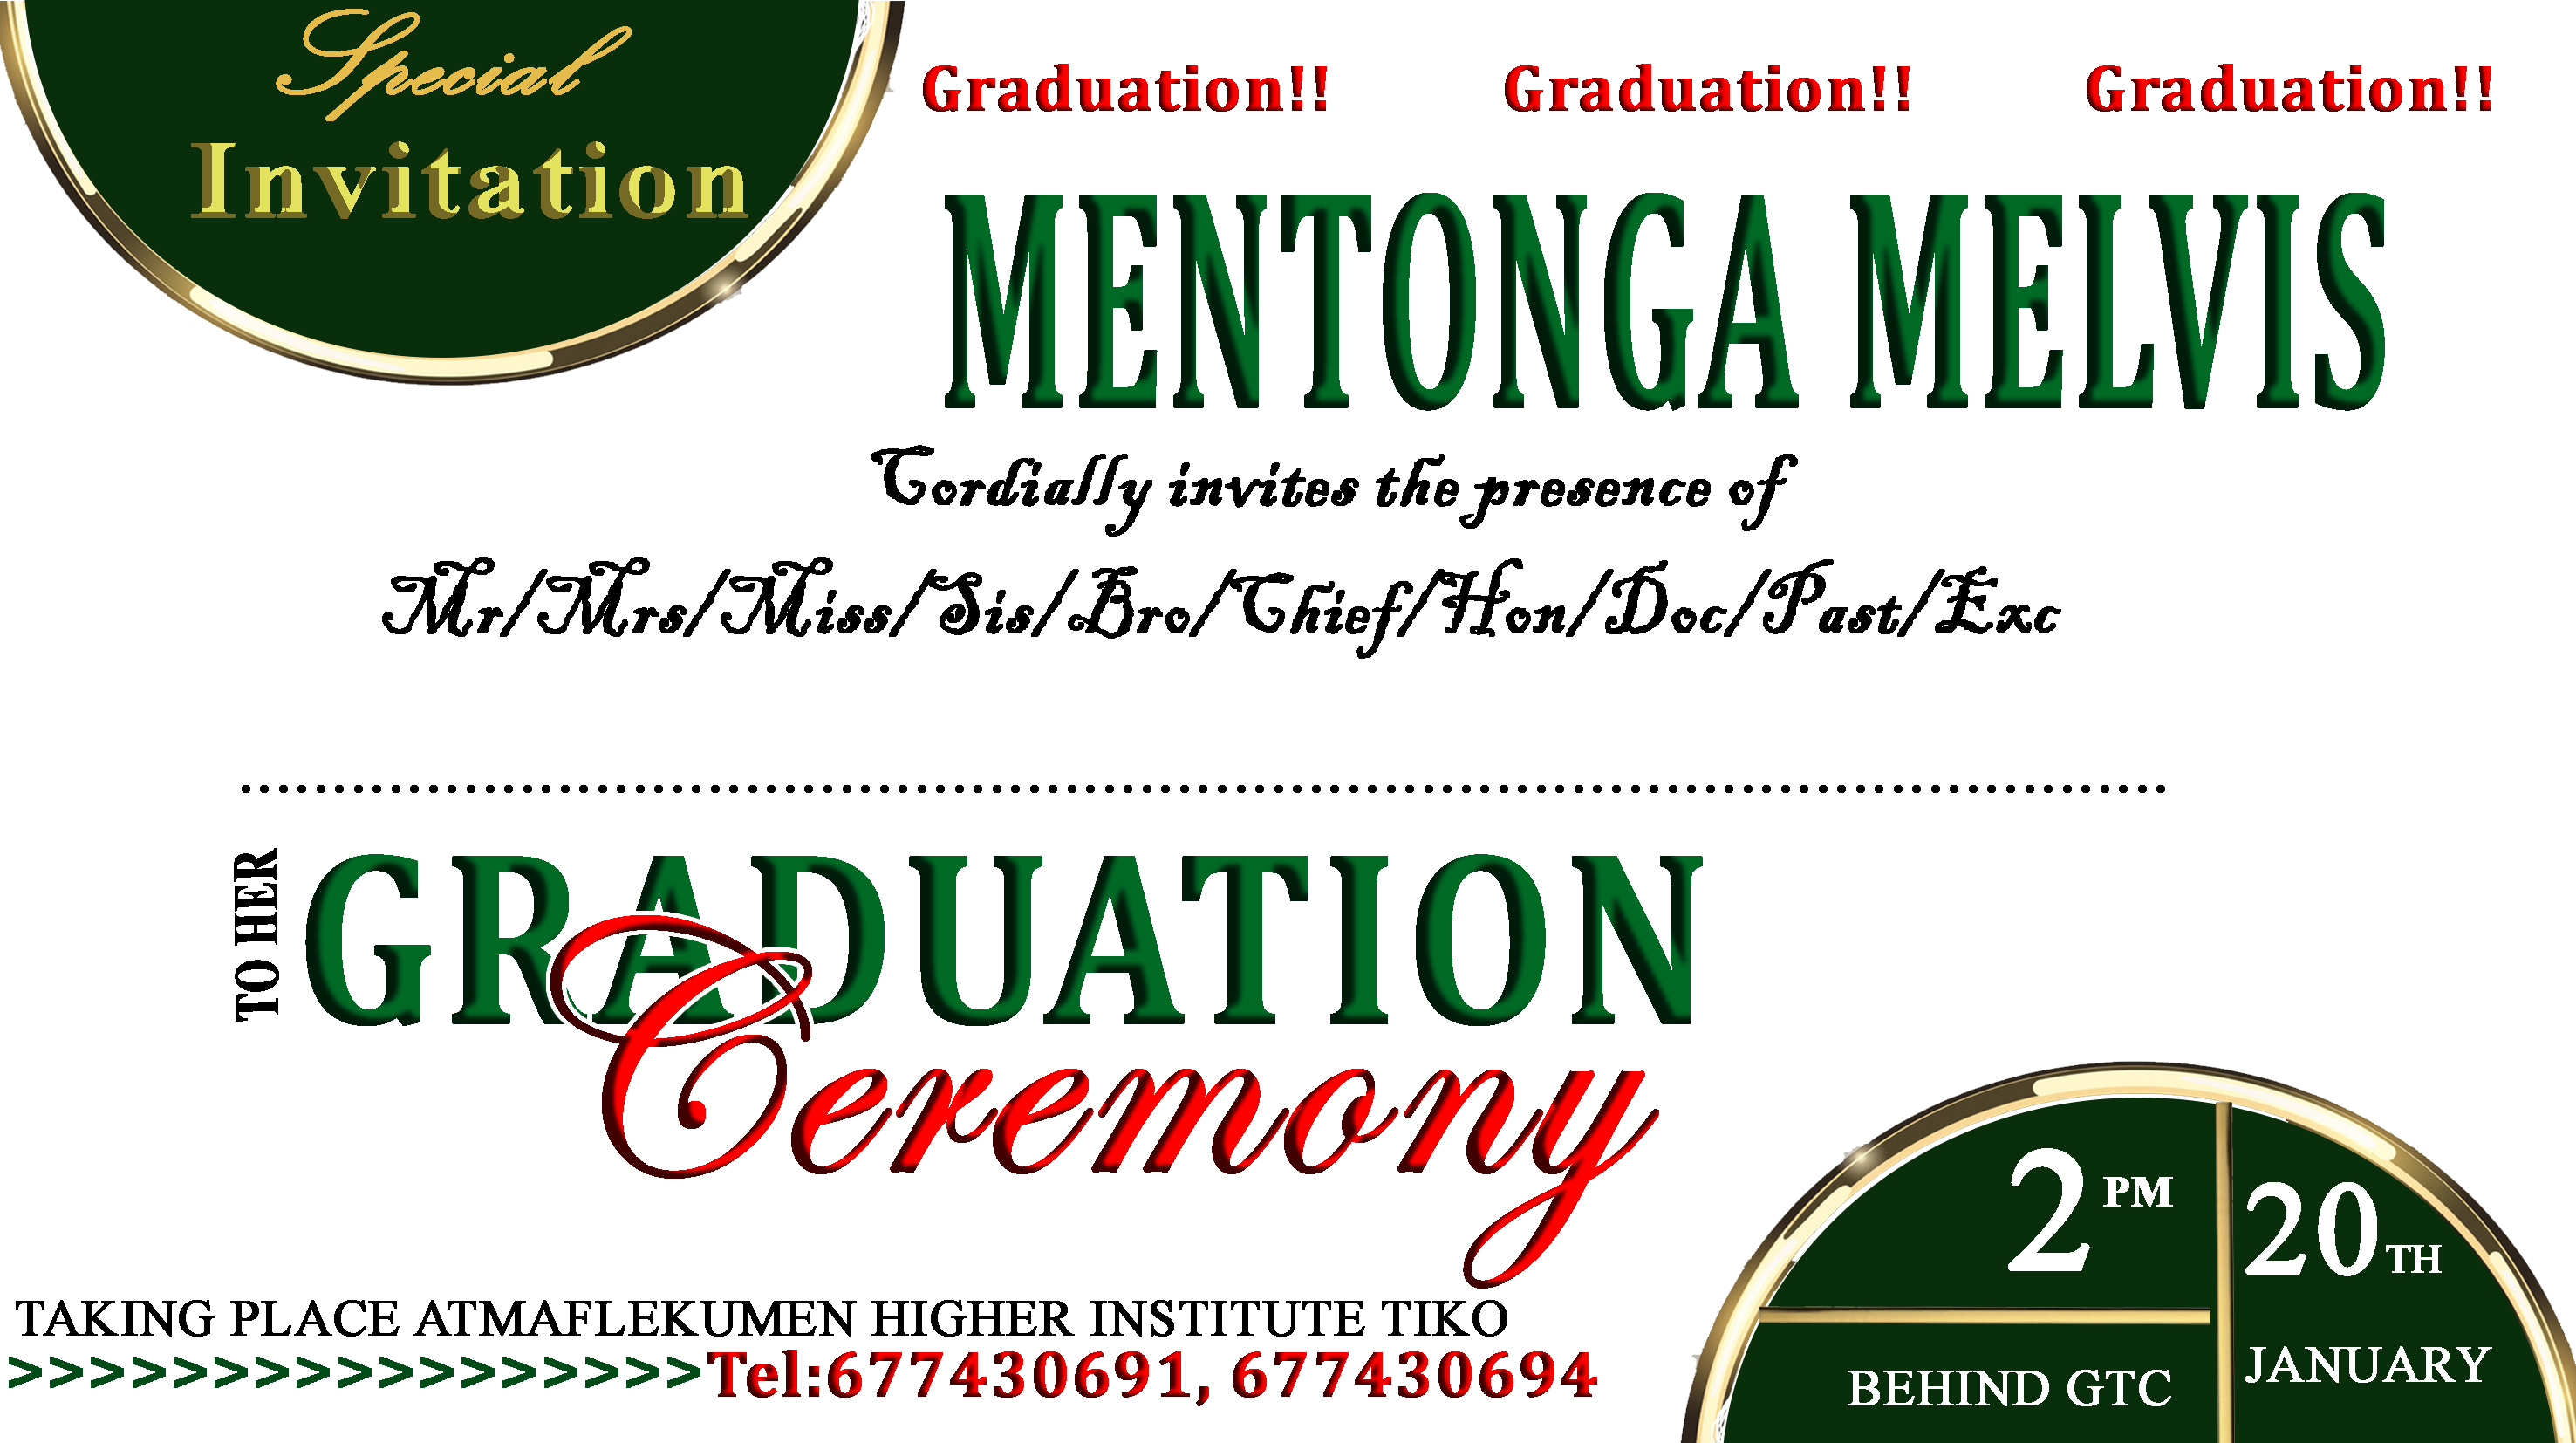 Special
Invitation
Graduation!! Graduation!! Graduation!!
MENTONGA MELVIS
Cordially invites the presence of
Mr/Mrs/Miss/Sis/Bro/Chief/Hon/Doc/Past/Exc
.......................................................................................................
TO HER
GRADUATION
Ceremony
TAKING PLACE ATMAFLEKUMEN HIGHER INSTITUTE TIKO
>>>>>>>>>>>>>>>>>Tel:677430691, 677430694
2 PM
BEHIND GTC
20TH
JANUARY